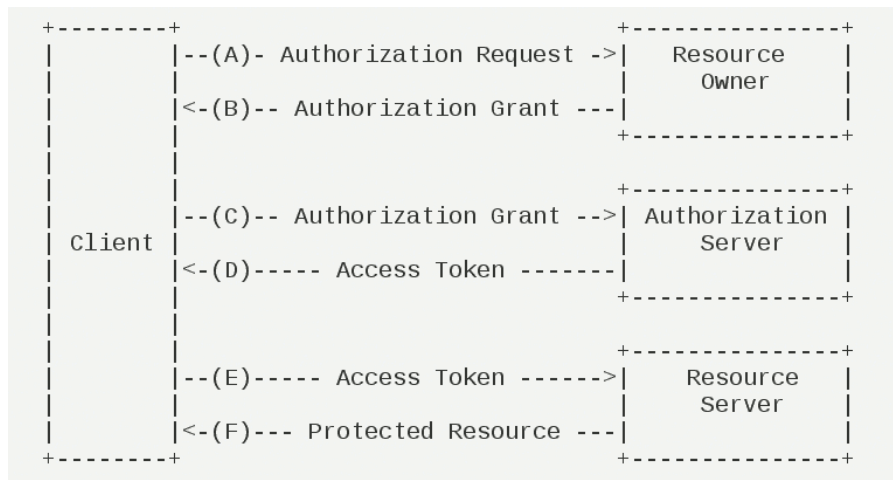 +--------+                               +---------------+
|        |--(A)- Authorization Request ->|   Resource    |
|        |                               |     Owner     |
|        |<-(B)-- Authorization Grant ---|               |
|        |                               +---------------+
|        |
|        |                               +---------------+
|        |--(C)-- Authorization Grant -->| Authorization |
| Client |                               |     Server    |
|        |<-(D)----- Access Token -------|               |
|        |                               +---------------+
|        |
|        |                               +---------------+
|        |--(E)----- Access Token ------>|    Resource   |
|        |                               |     Server    |
|        |<-(F)--- Protected Resource ---|               |
+--------+                               +---------------+